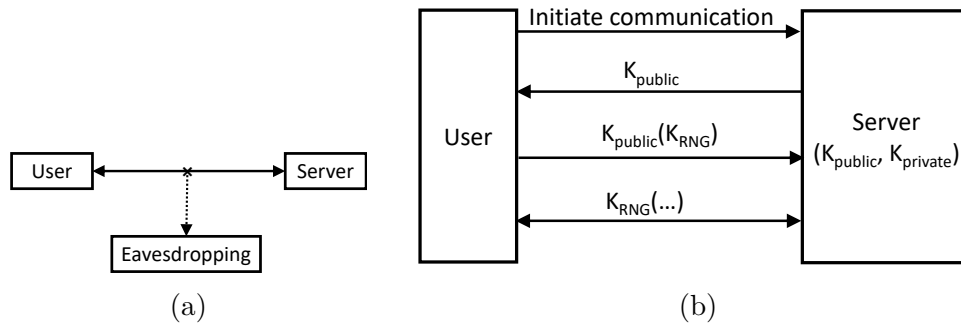 User
Server
Eavesdropping
(a)
Initiate communication
K_public
K_public(K_RNG)
K_RNG(...)
User
Server
(K_public, K_private)
(b)